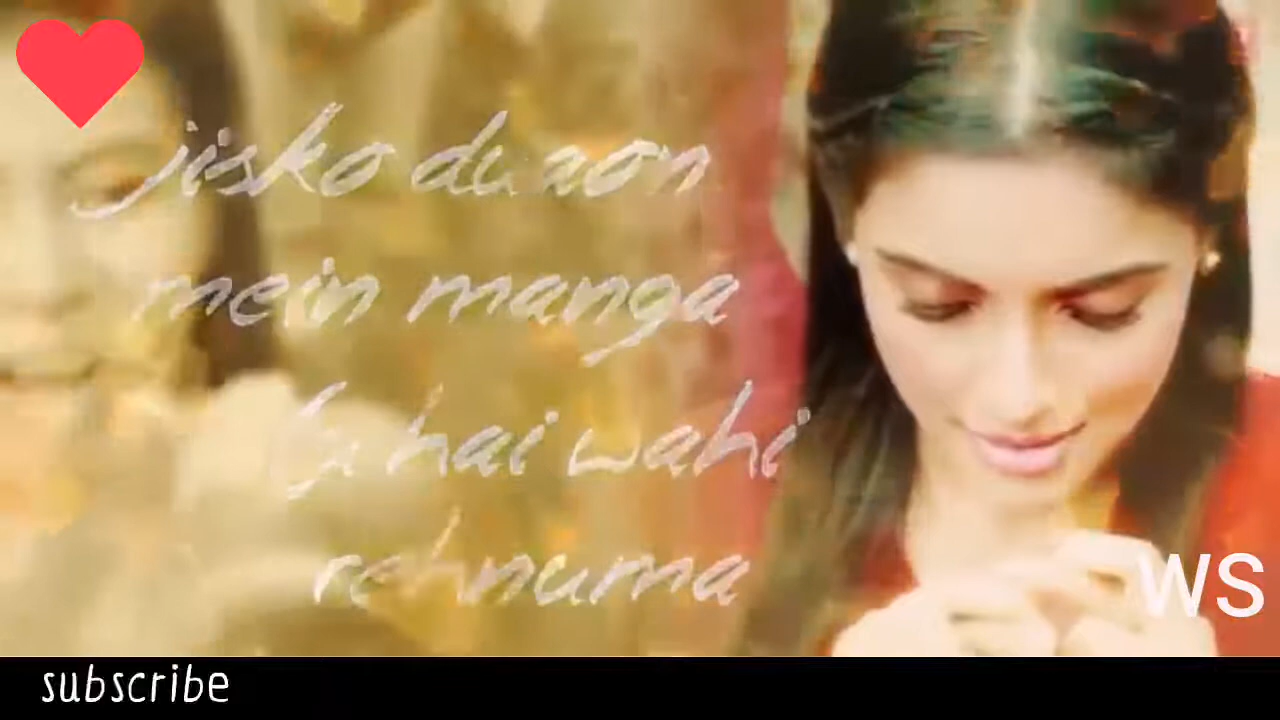 jisko duaon
mein manga
hai wahi
rehnuma
WS
subscribe